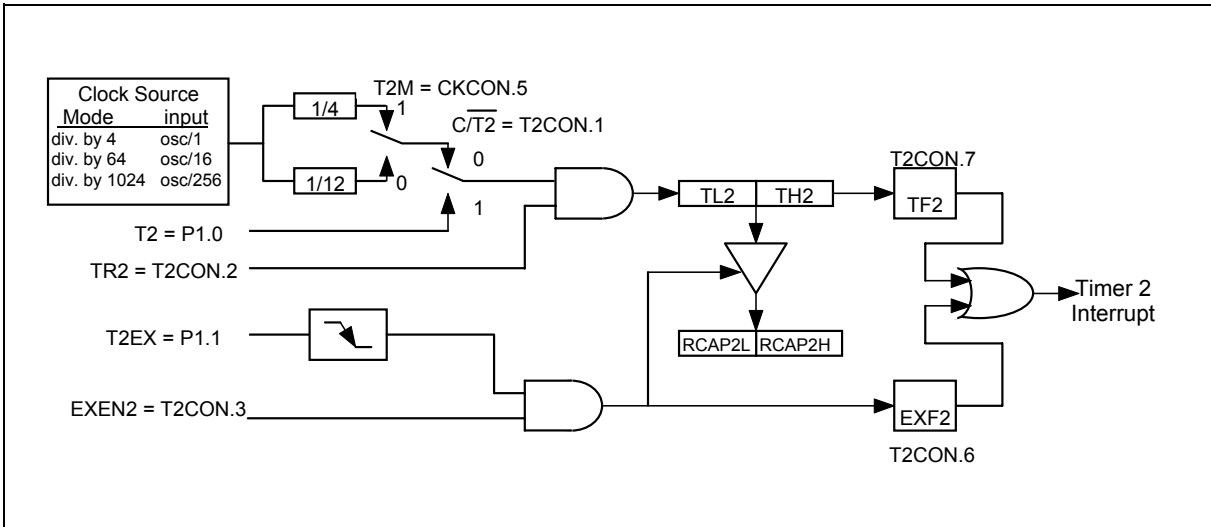 Clock Source
Mode input
div. by 4 osc/1
div. by 64 osc/16
div. by 1024 osc/256
1/4
1/12
T2M = CKCON.5
1
0
C/T2 = T2CON.1
0
1
T2 = P1.0
TR2 = T2CON.2
TL2 TH2
T2CON.7
TF2
Timer 2
Interrupt
T2EX = P1.1
RCAP2L RCAP2H
EXEN2 = T2CON.3
EXF2
T2CON.6